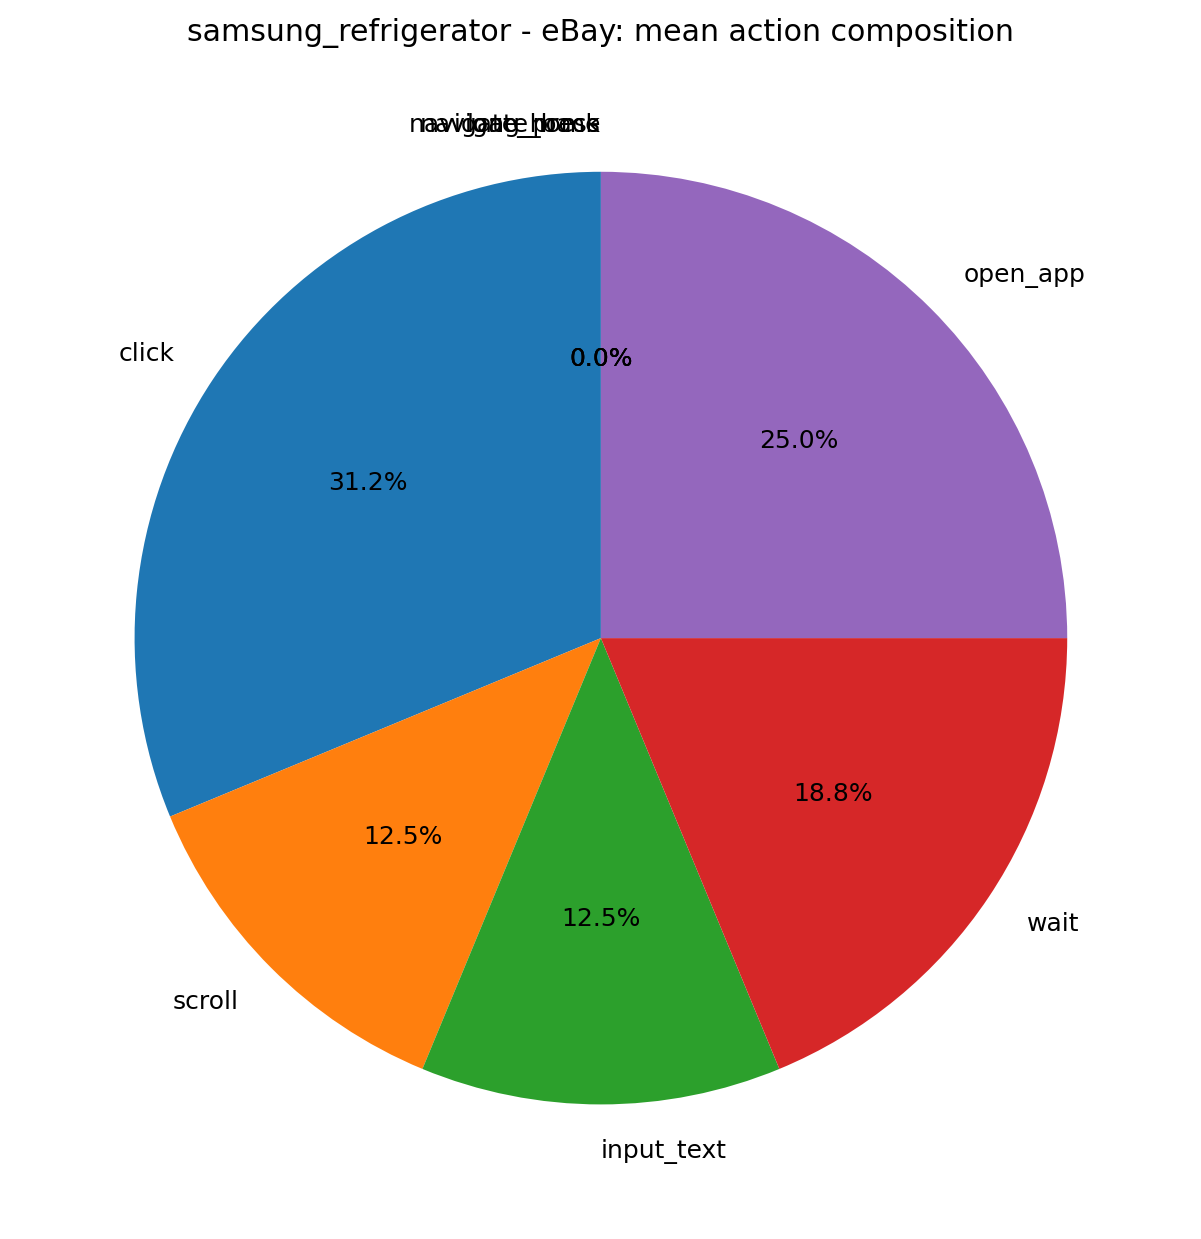 samsung_refrigerator - eBay: mean action composition
open_app
click
0.0%
25.0%
31.2%
18.8%
12.5%
12.5%
wait
scroll
input_text